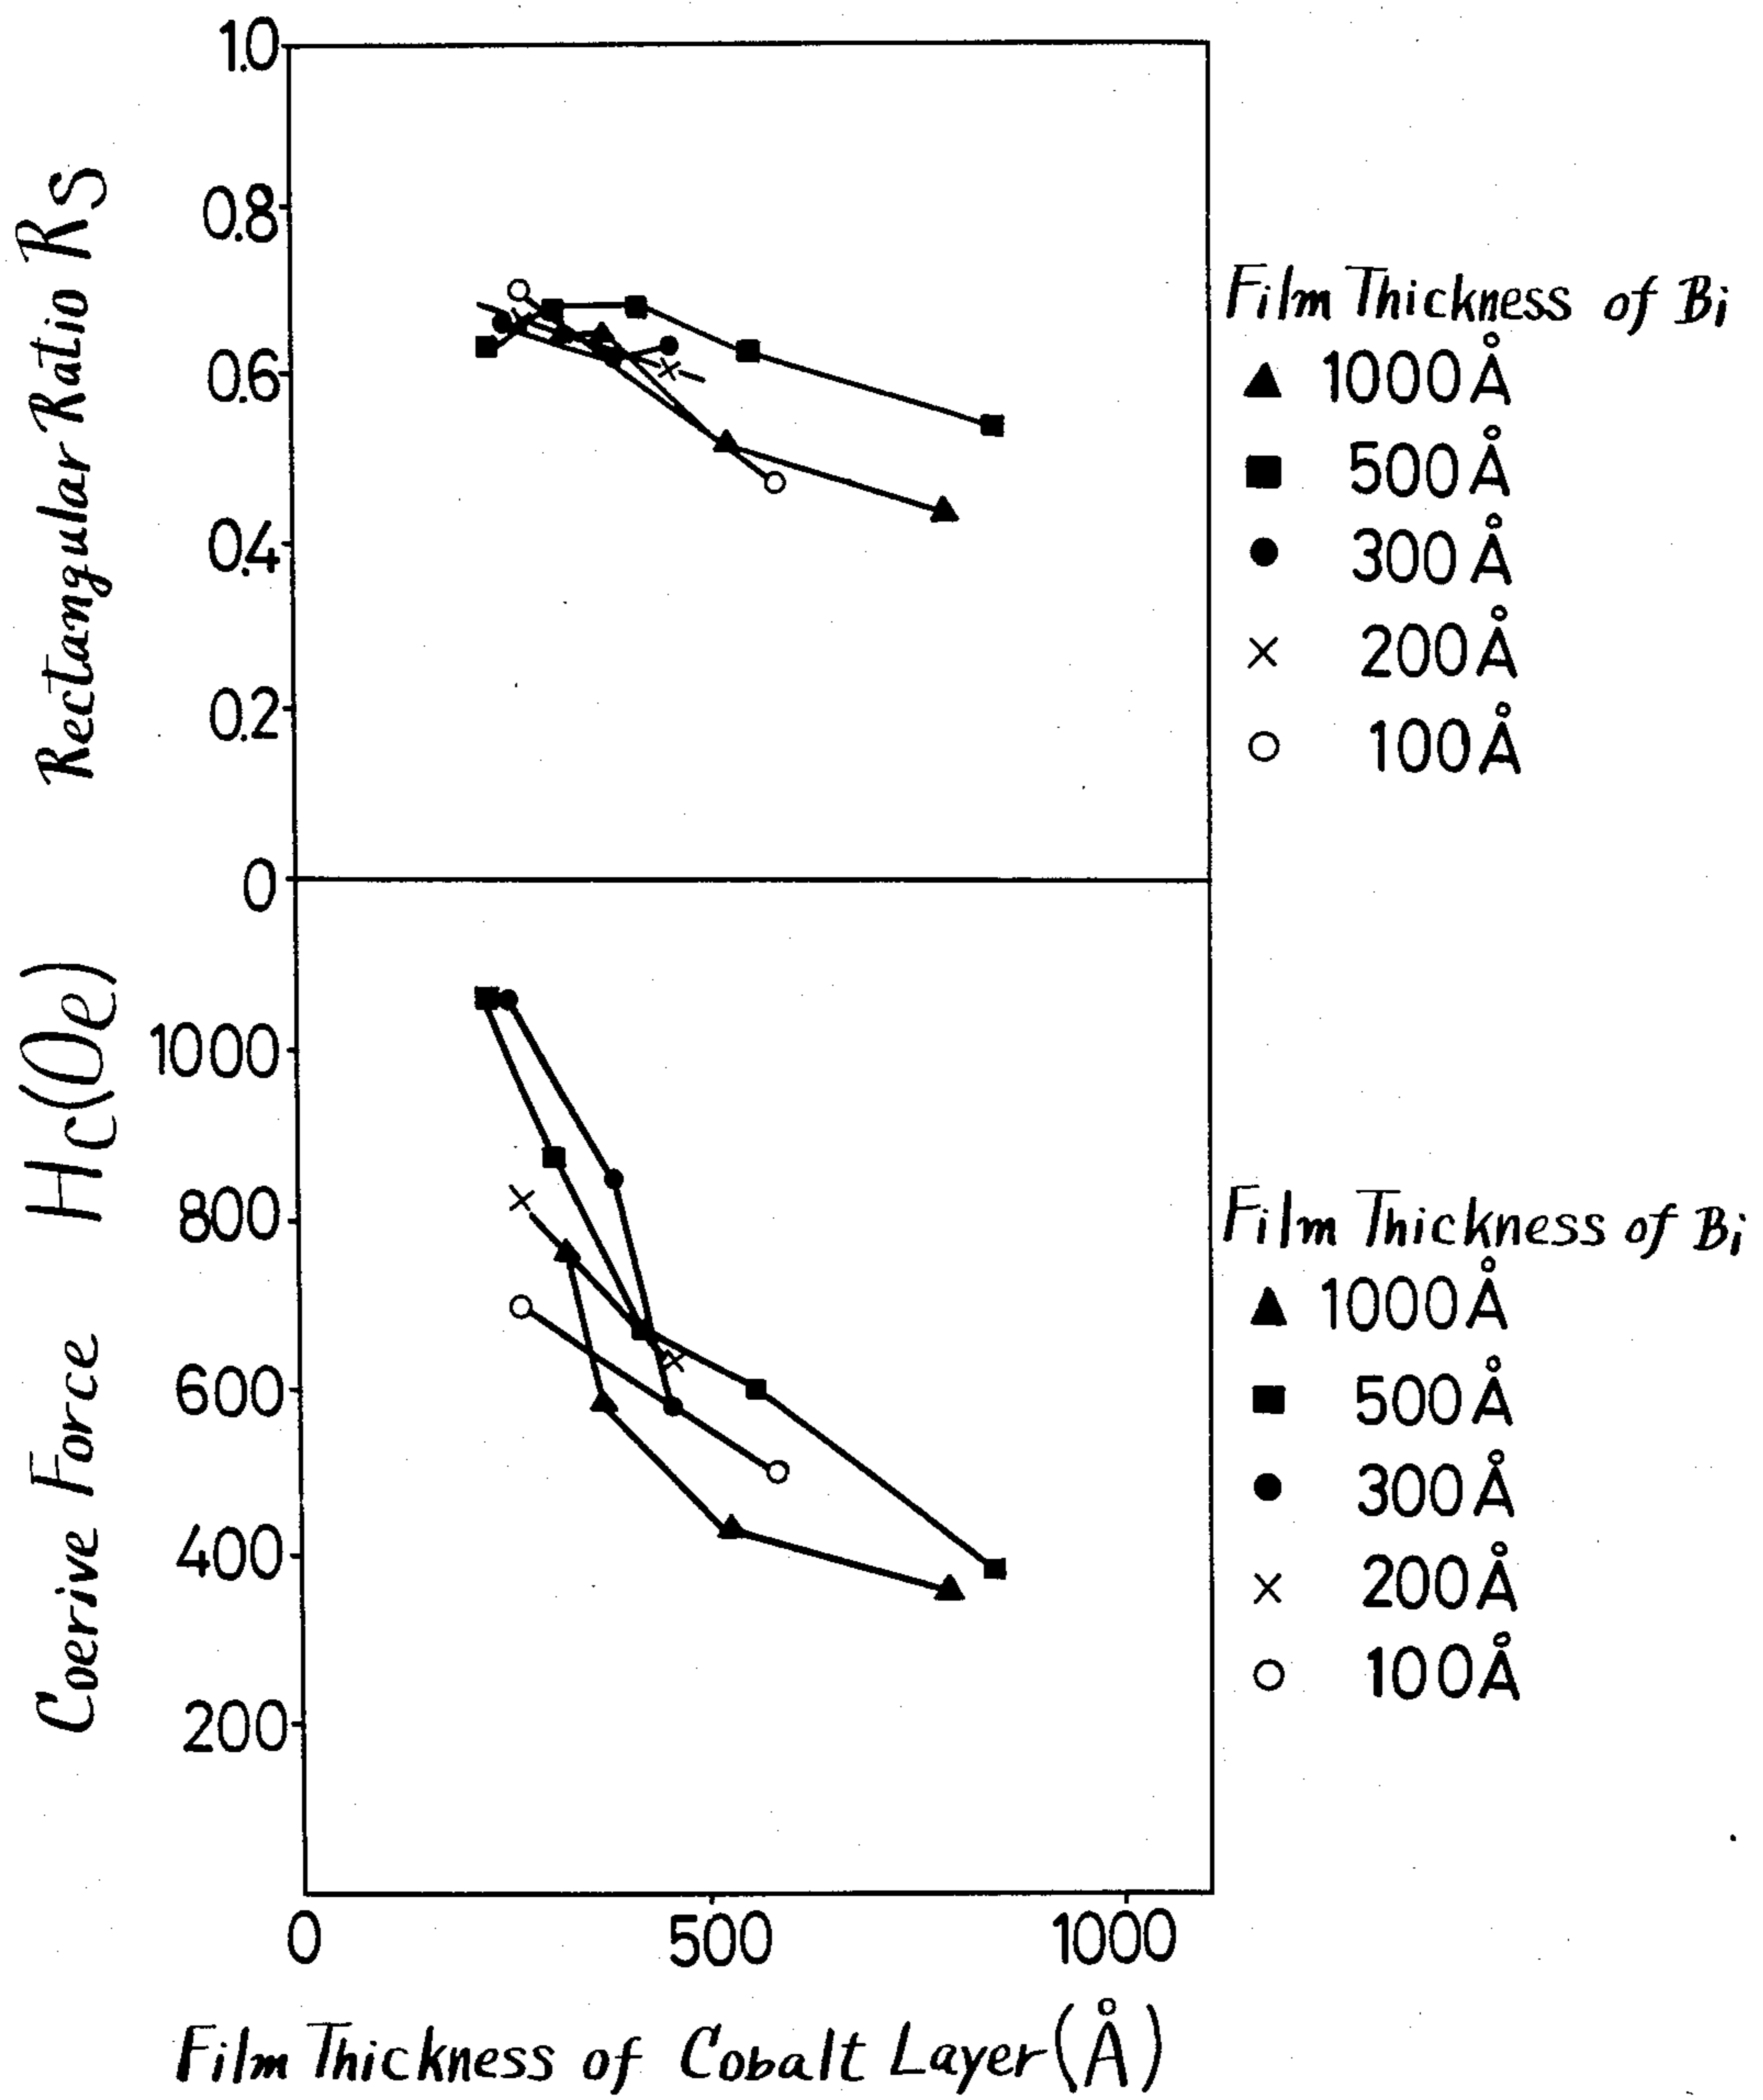 Rectangular Ratio Rs
1.0
0.8
0.6
0.4
0.2
0
Film Thickness of Bi
▲ 1000Å
■ 500Å
● 300Å
× 200Å
○ 100Å
Coerive Force Hc(Oe)
1000
800
600
400
200
Film Thickness of Bi
▲ 1000Å
■ 500Å
● 300Å
× 200Å
○ 100Å
0 500 1000
Film Thickness of Cobalt Layer(Å)